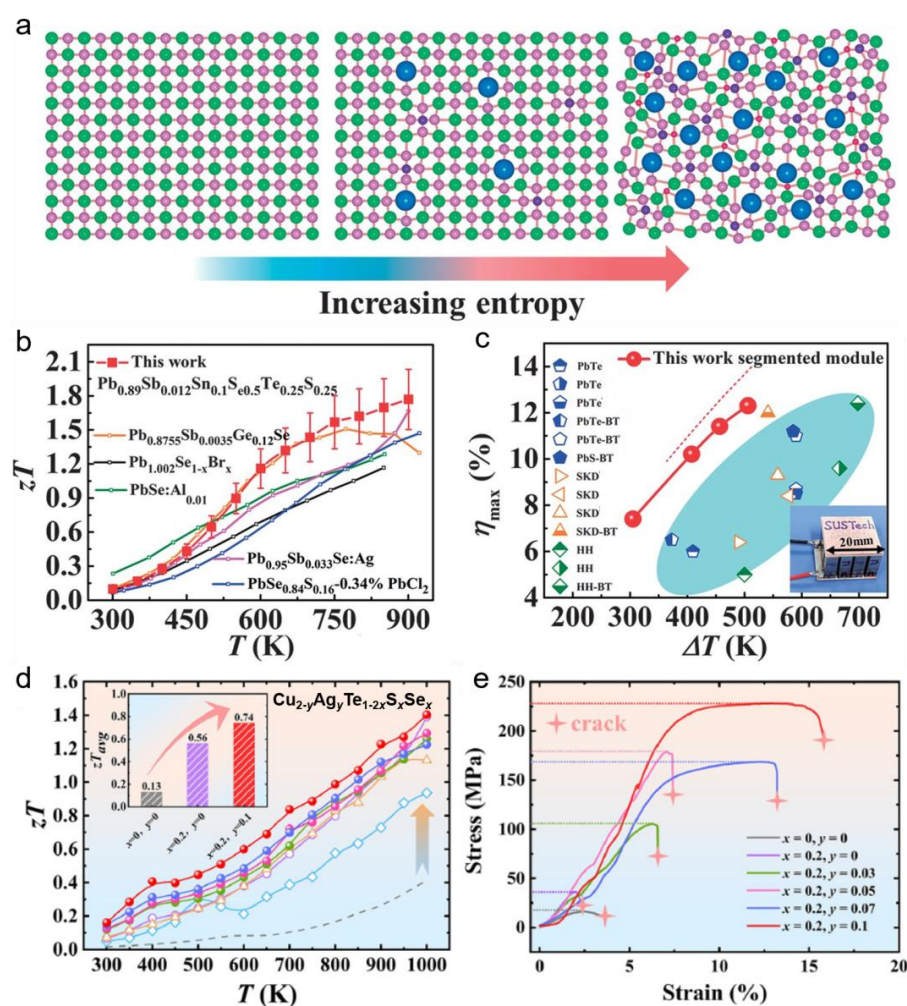 a
Increasing entropy
b
zT
2.1
1.8
1.5
1.2
0.9
0.6
0.3
0.0
This work
Pb0.89Sb0.012Sn0.1Se0.5Te0.25S0.25
Pb0.8755Sb0.0035Ge0.12Se
Pb1.002Se1-xBrx
PbSe:Al0.01
Pb0.95Sb0.033Se:Ag
PbSe0.84S0.16-0.34% PbCl2
300 450 600 750 900
T (K)
c
ηmax (%)
14
12
10
8
6
4
This work segmented module
PbTe
PbTe
PbTe
PbTe-BT
PbTe-BT
PbS-BT
SKD
SKD
SKD
SKD-BT
HH
HH
HH-BT
SUSTech
20mm
200 300 400 500 600 700
ΔT (K)
d
zT
1.6
1.4
1.2
1.0
0.8
0.6
0.4
0.2
0.0
Cu2-yAgyTe1-2xSxSex
zTavg
1.0
0.8
0.6
0.4
0.2
0.0
0.13
0.56
0.74
x=0, y=0
x=0.2, y=0
x=0.2, y=0.1
300 400 500 600 700 800 900 1000
T (K)
e
Stress (MPa)
250
225
200
175
150
125
100
75
50
25
0
crack
x = 0, y = 0
x = 0.2, y = 0
x = 0.2, y = 0.03
x = 0.2, y = 0.05
x = 0.2, y = 0.07
x = 0.2, y = 0.1
0 5 10 15 20
Strain (%)